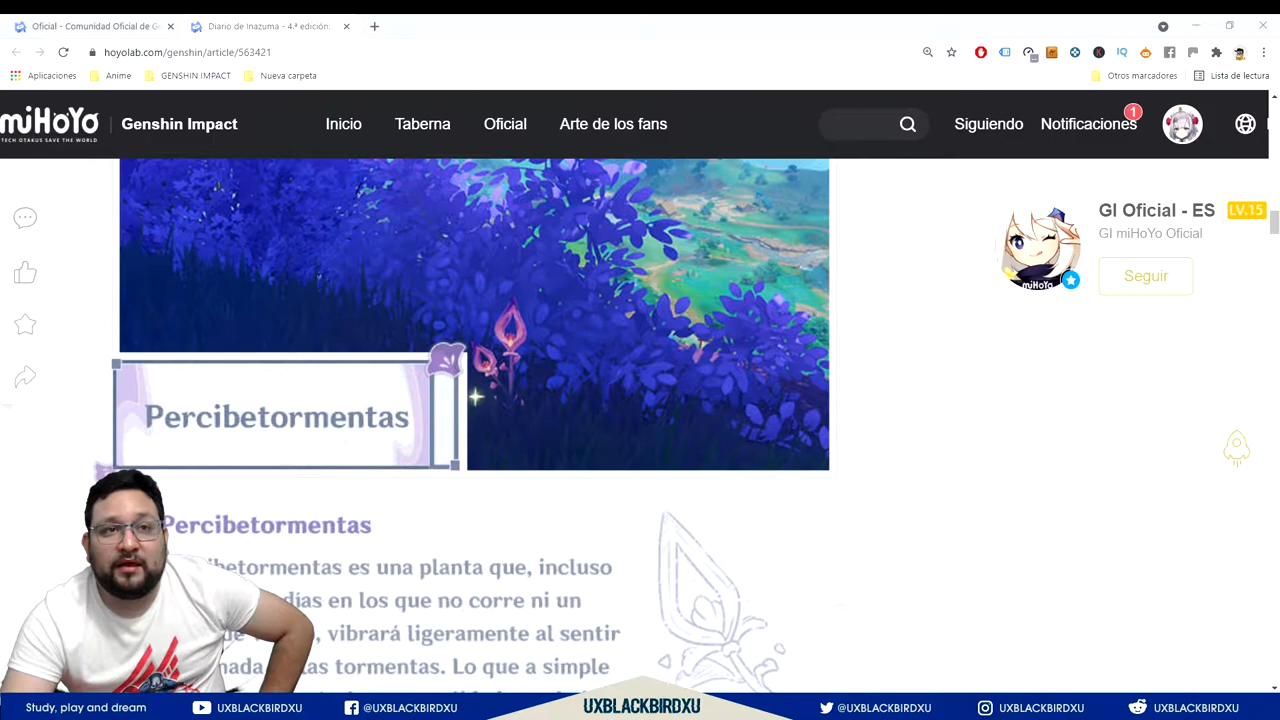 Oficial - Comunidad Oficial de G
Diario de Inazuma - 4.ª edición:
hoyolab.com/genshin/article/563421
Aplicaciones
Anime
GENSHIN IMPACT
Nueva carpeta
Otros marcadores
Lista de lectura
miHoYo
TECH OTAKUS SAVE THE WORLD
Genshin Impact
Inicio
Taberna
Oficial
Arte de los fans
Siguiendo
Notificaciones
1
GI Oficial - ES
LV.15
GI miHoYo Oficial
Seguir
miHoYo
Percibetormentas
Percibetormentas
ibetormentas es una planta que, incluso
días en los que no corre ni un
, vibrará ligeramente al sentir
nada las tormentas. Lo que a simple
Study, play and dream
UXBLACKBIRDXU
@UXBLACKBIRDXU
UXBLACKBIRDXU
@UXBLACKBIRDXU
UXBLACKBIRDXU
UXBLACKBIRDXU